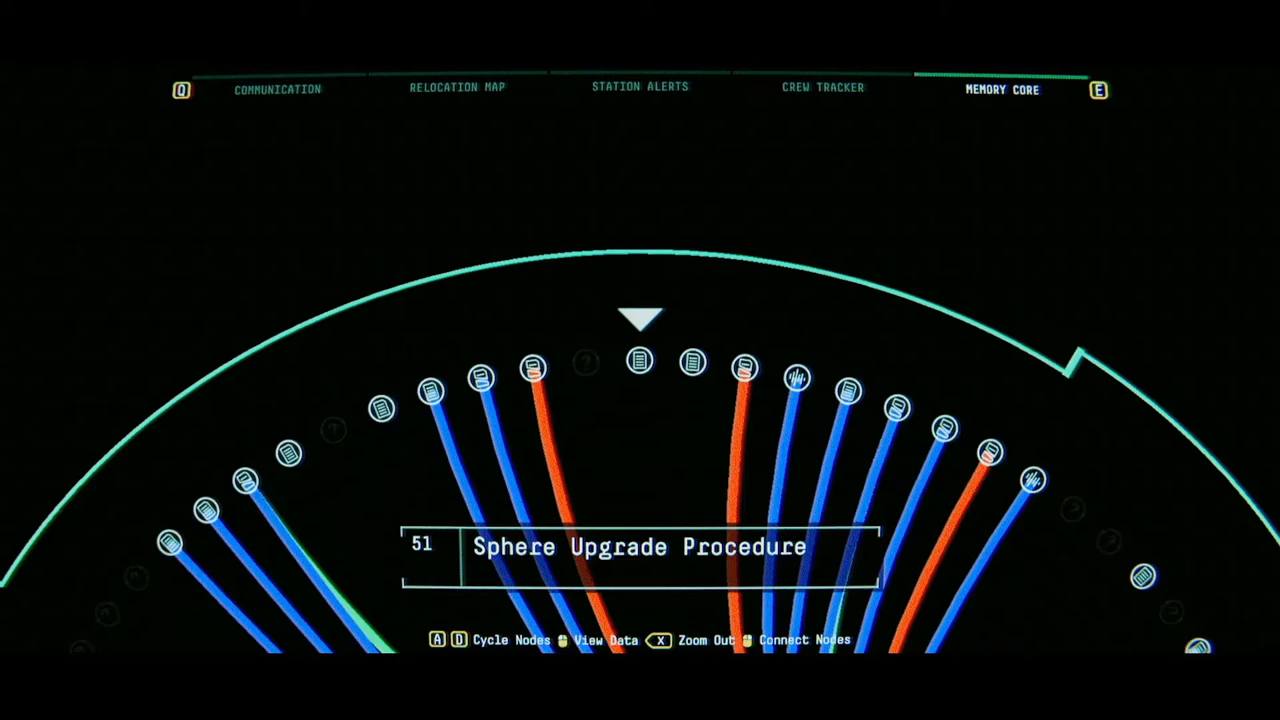 Q COMMUNICATION RELOCATION MAP STATION ALERTS CREW TRACKER MEMORY CORE E
?
51 Sphere Upgrade Procedure
A D Cycle Nodes View Data X Zoom Out Connect Nodes